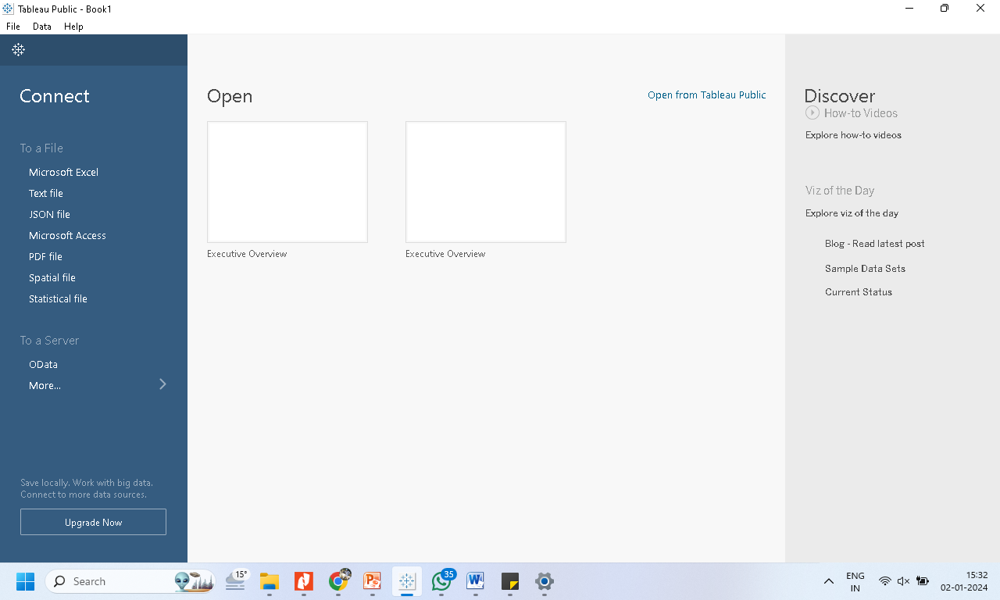 Tableau Public - Book1
File Data Help
Connect
To a File
Microsoft Excel
Text file
JSON file
Microsoft Access
PDF file
Spatial file
Statistical file
To a Server
OData
More...
Save locally. Work with big data.
Connect to more data sources.
Upgrade Now
Open
Open from Tableau Public
Executive Overview
Executive Overview
Discover
How-to Videos
Explore how-to videos
Viz of the Day
Explore viz of the day
Blog - Read latest post
Sample Data Sets
Current Status
Search
15°
35
ENG
IN
15:32
02-01-2024